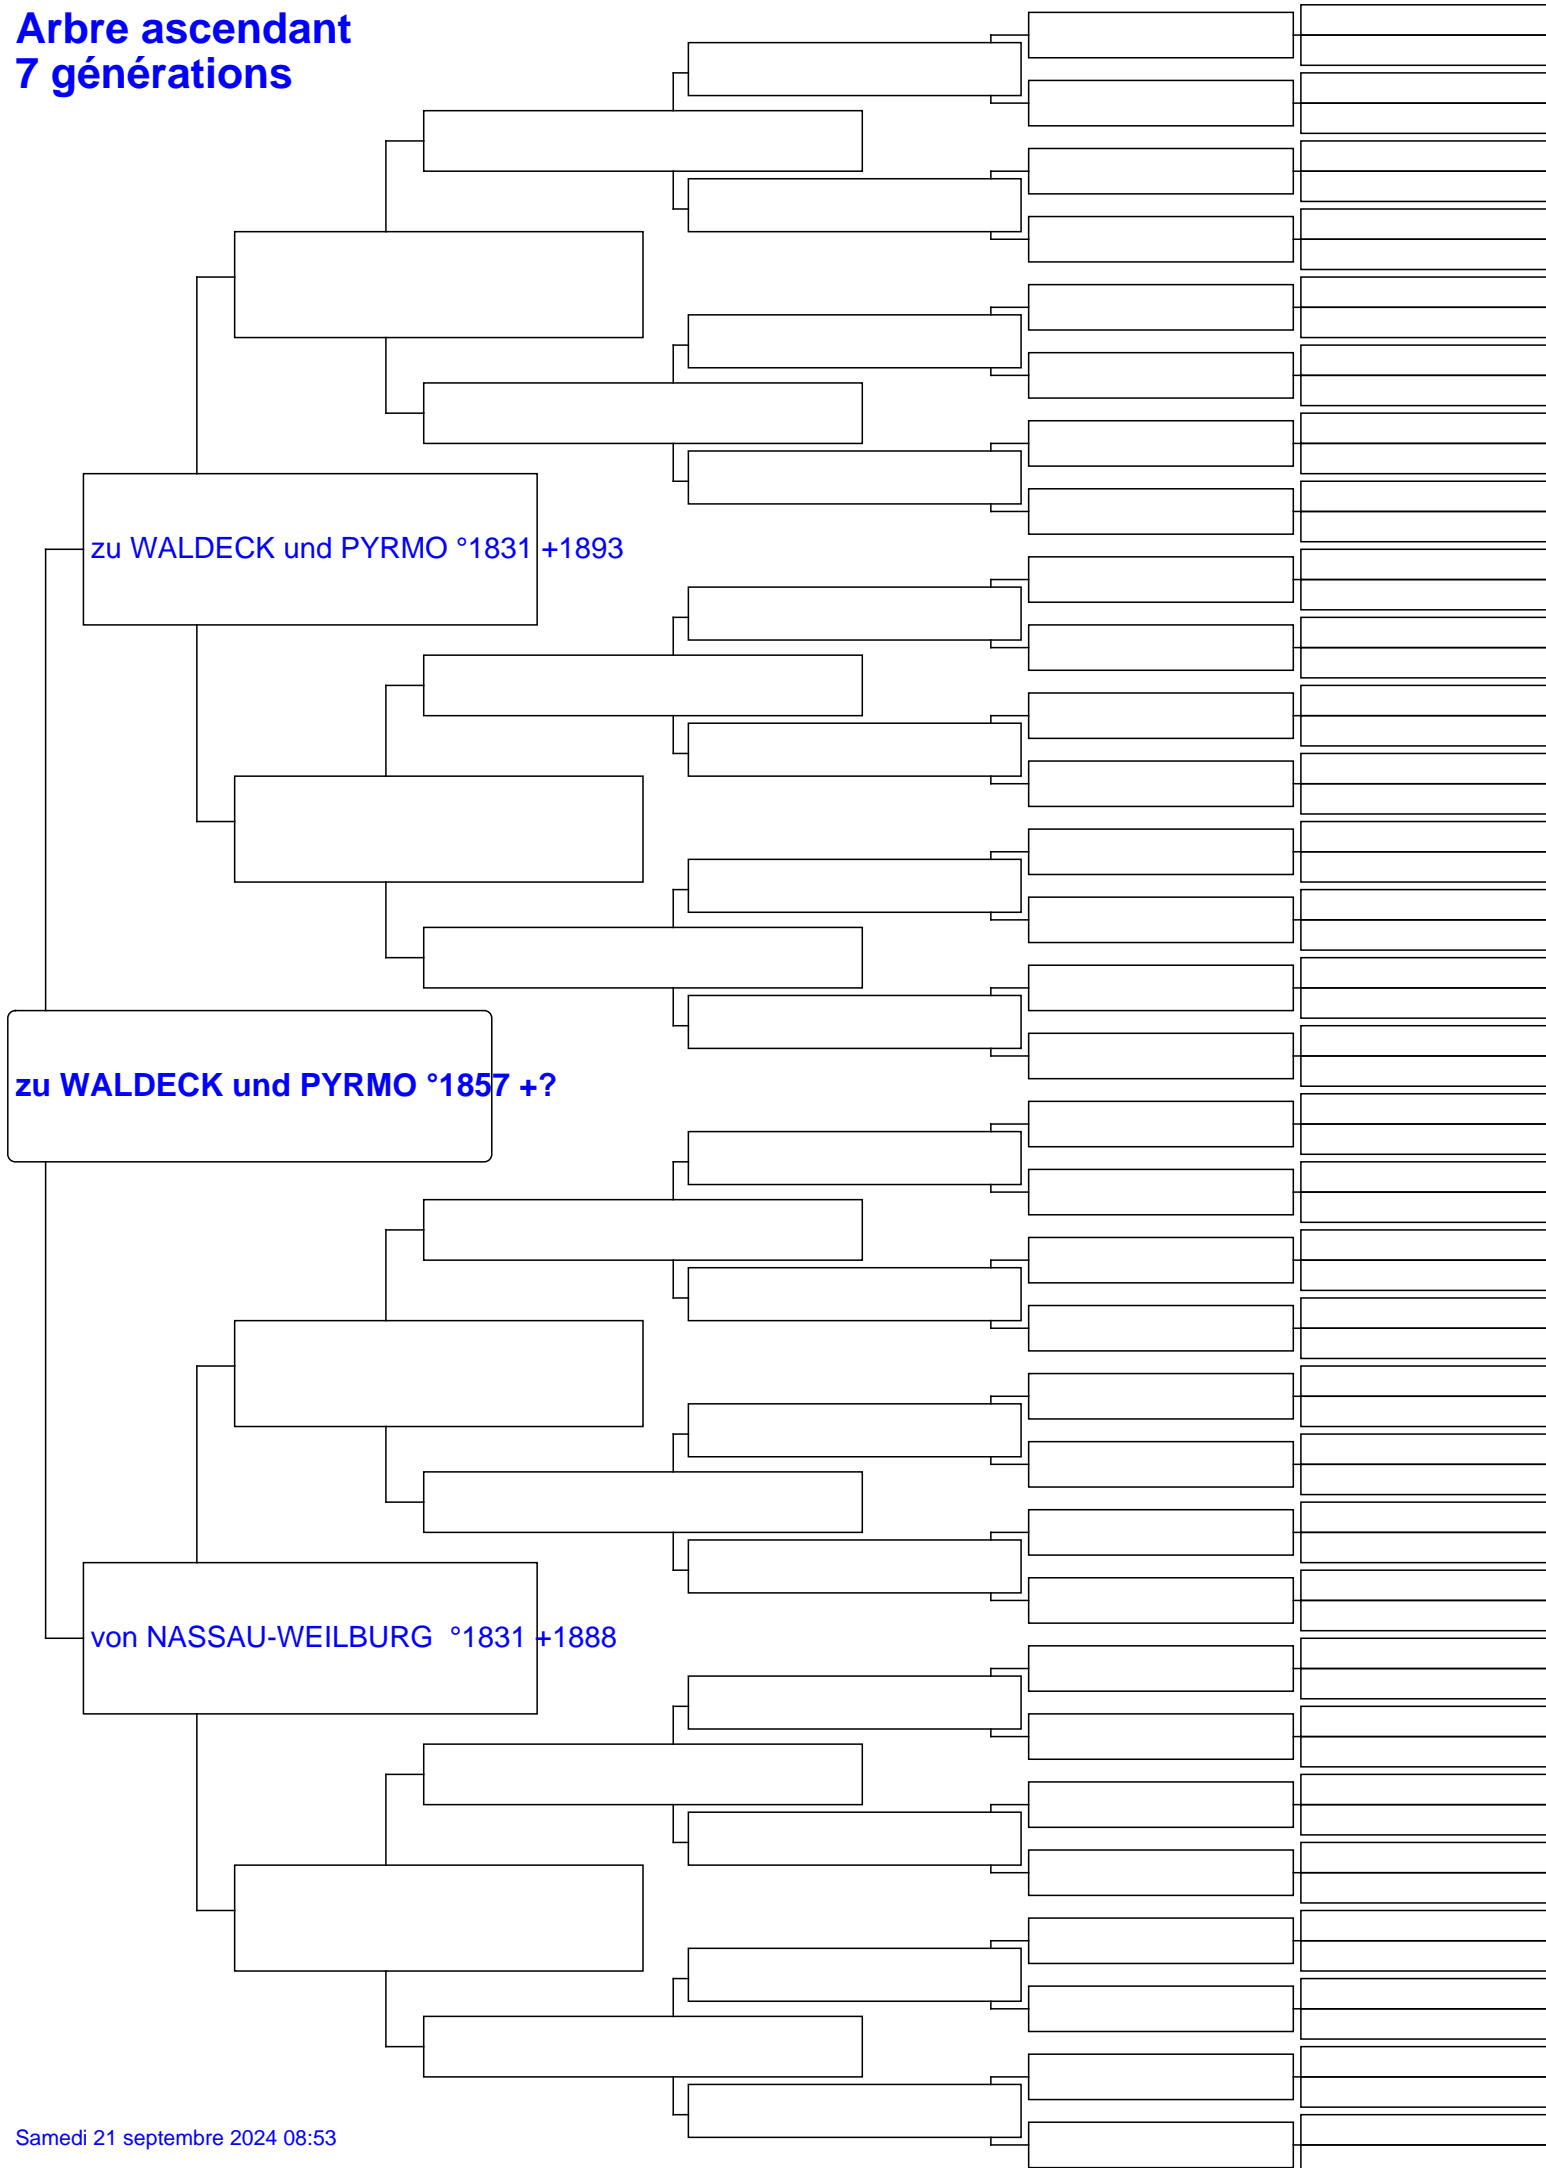 Arbre ascendant
7 générations
zu WALDECK und PYRMO °1831 +1893
zu WALDECK und PYRMO °1857 +?
von NASSAU-WEILBURG  °1831 +1888
Samedi 21 septembre 2024 08:53